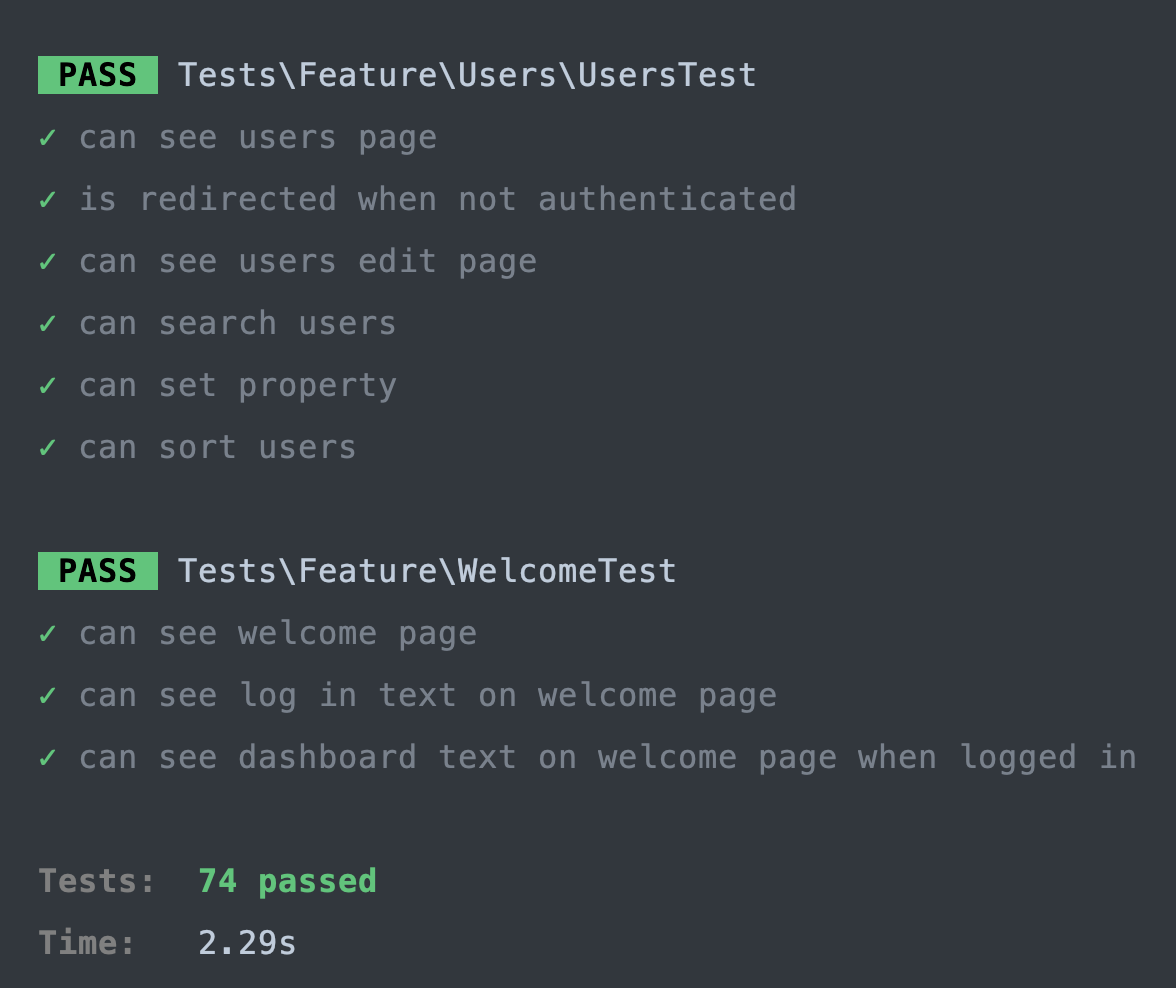 PASS Tests\Feature\Users\UsersTest
✓ can see users page
✓ is redirected when not authenticated
✓ can see users edit page
✓ can search users
✓ can set property
✓ can sort users
PASS Tests\Feature\WelcomeTest
✓ can see welcome page
✓ can see log in text on welcome page
✓ can see dashboard text on welcome page when logged in
Tests: 74 passed
Time: 2.29s